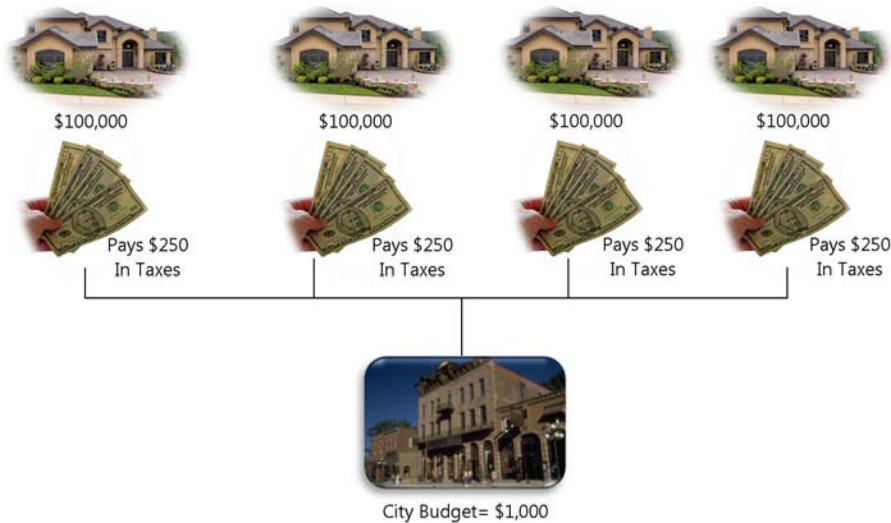 $100,000
$100,000
$100,000
$100,000
Pays $250
In Taxes
Pays $250
In Taxes
Pays $250
In Taxes
Pays $250
In Taxes
City Budget= $1,000